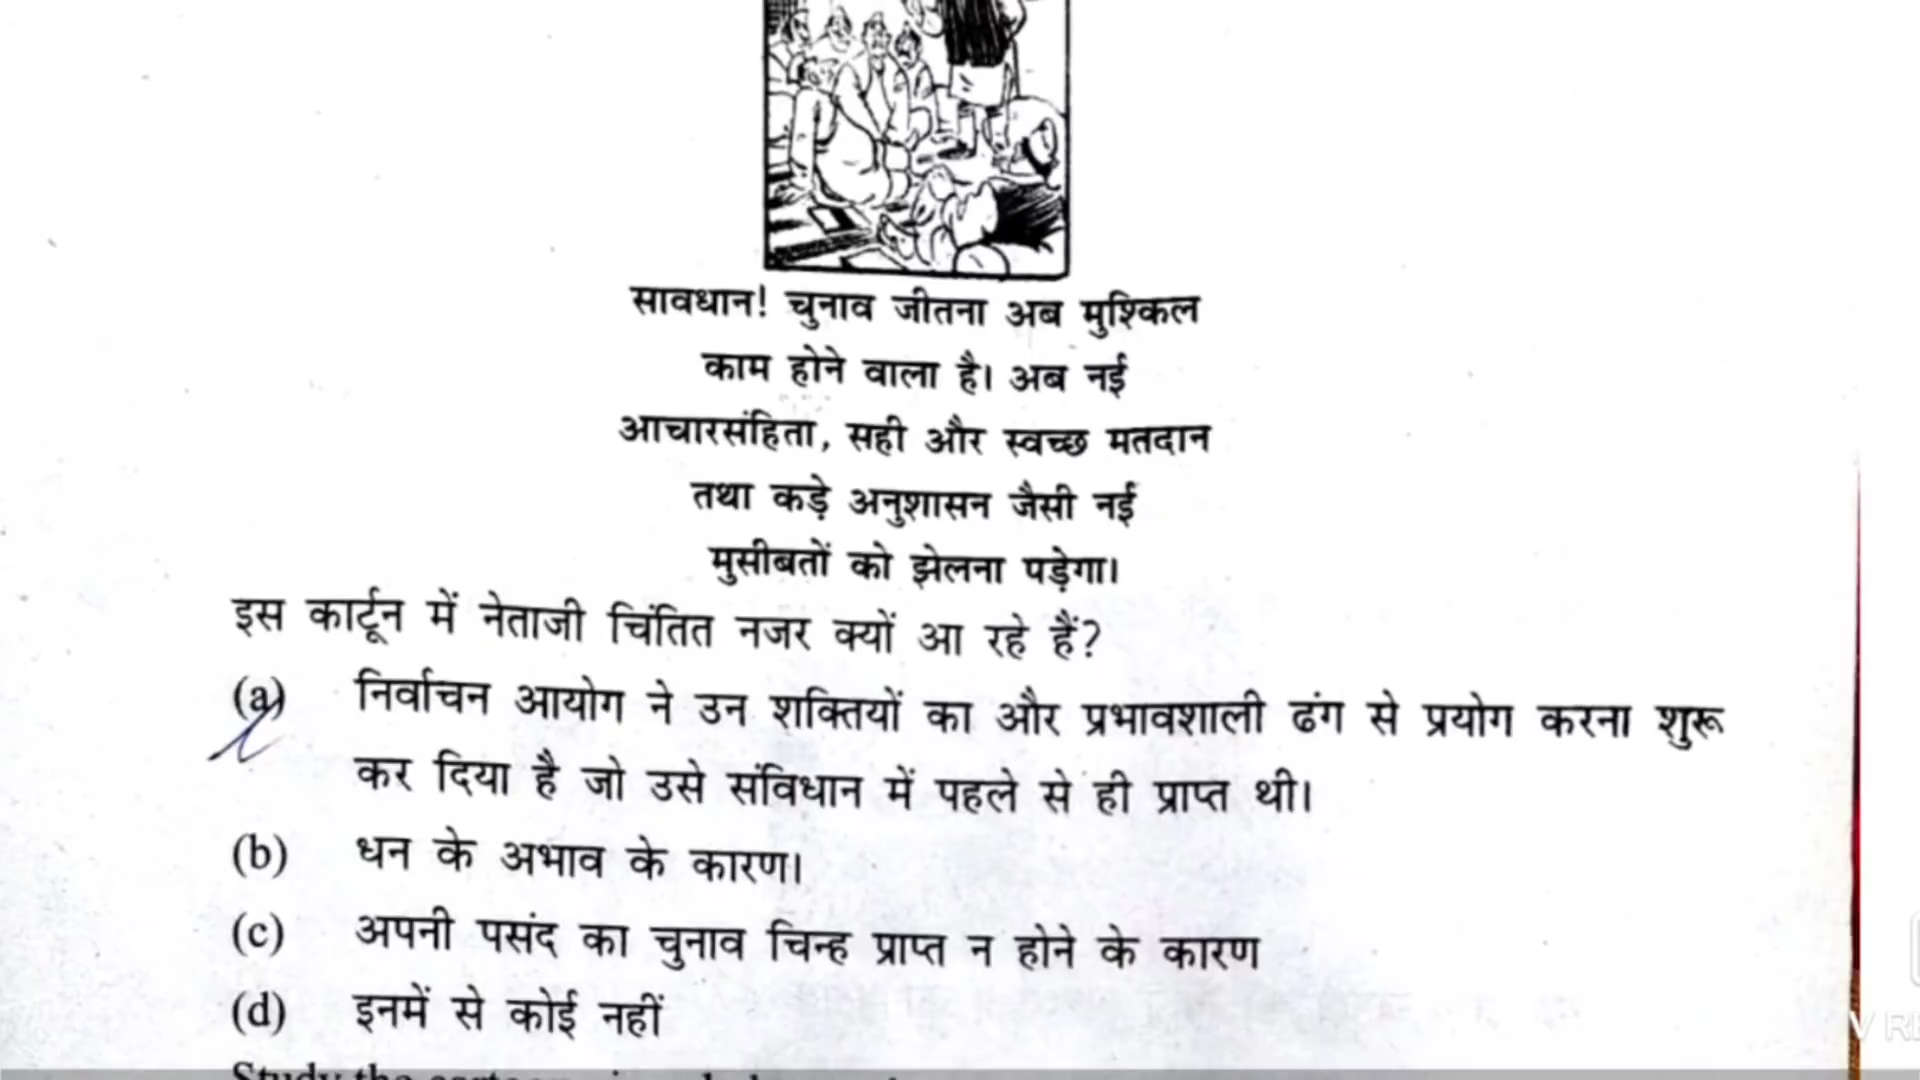 सावधान! चुनाव जीतना अब मुश्किल
काम होने वाला है। अब नई
आचारसंहिता, सही और स्वच्छ मतदान
तथा कड़े अनुशासन जैसी नई
मुसीबतों को झेलना पड़ेगा।
इस कार्टून में नेताजी चिंतित नजर क्यों आ रहे हैं?
(a) निर्वाचन आयोग ने उन शक्तियों का और प्रभावशाली ढंग से प्रयोग करना शुरू
कर दिया है जो उसे संविधान में पहले से ही प्राप्त थी।
(b) धन के अभाव के कारण।
(c) अपनी पसंद का चुनाव चिन्ह प्राप्त न होने के कारण
(d) इनमें से कोई नहीं
Study the